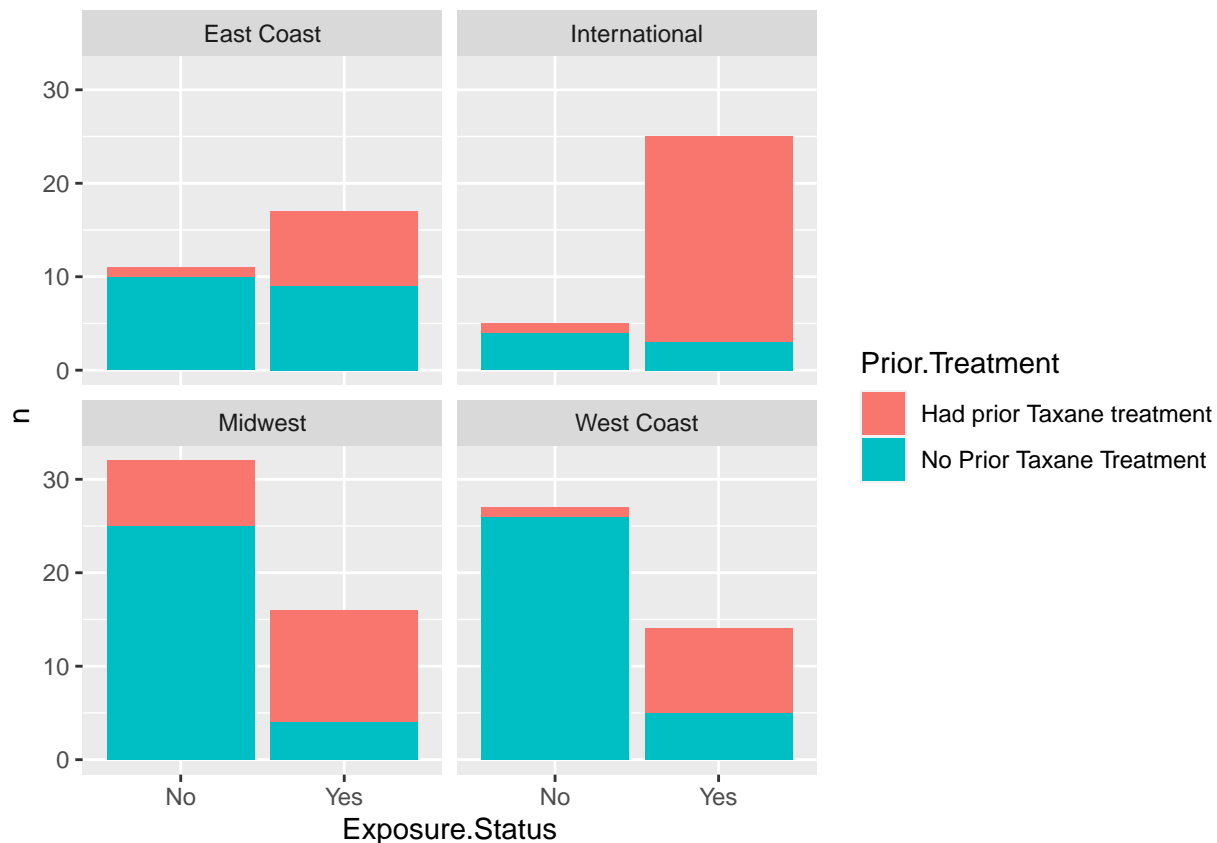 East Coast
International
30
20
10
0
n
Midwest
West Coast
30
20
10
0
No
Yes
No
Yes
Exposure.Status
Prior.Treatment
Had prior Taxane treatment
No Prior Taxane Treatment